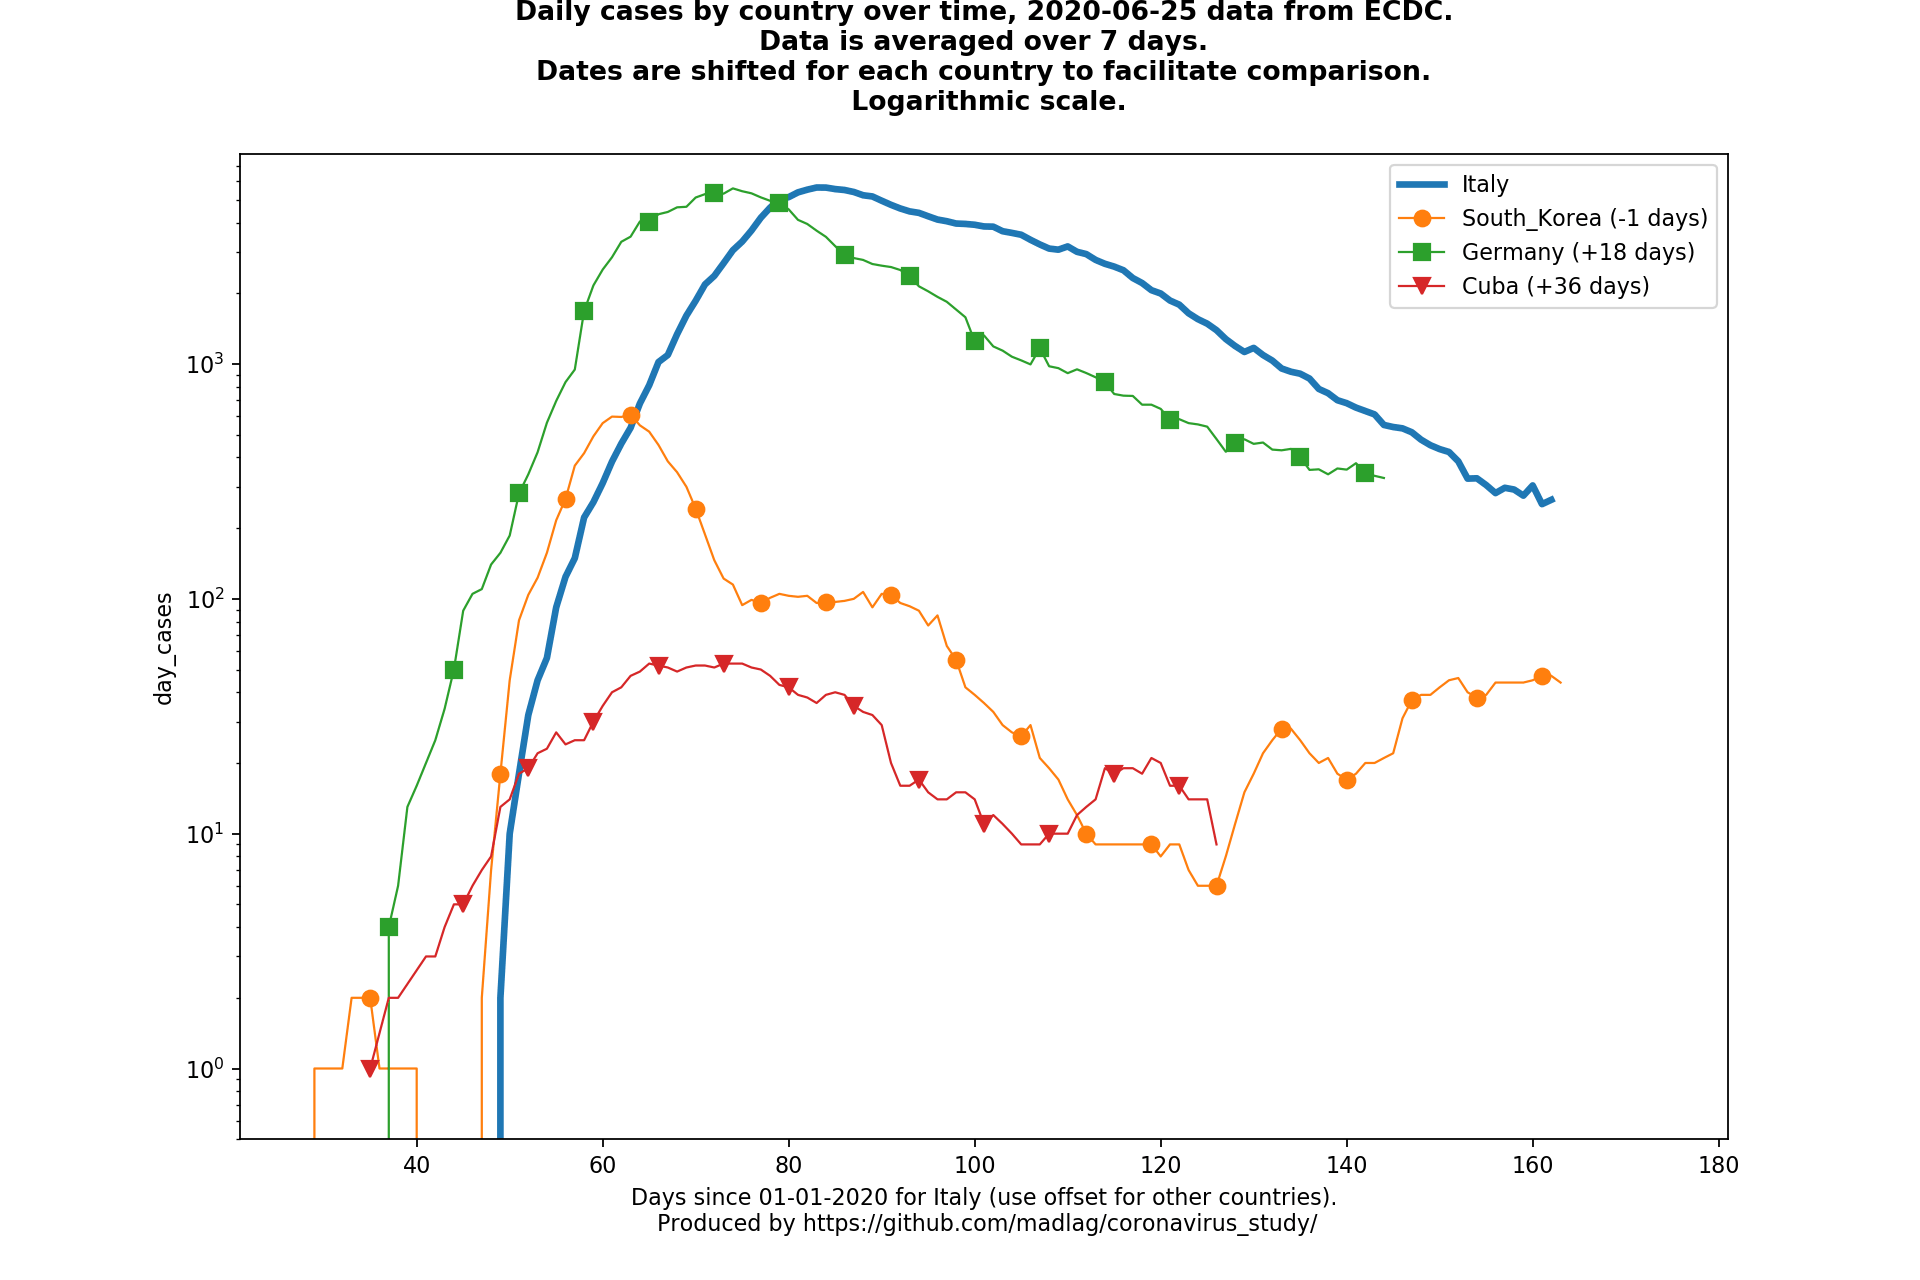 Daily cases by country over time, 2020-06-25 data from ECDC.
Data is averaged over 7 days.
Dates are shifted for each country to facilitate comparison.
Logarithmic scale.
Italy
South_Korea (-1 days)
Germany (+18 days)
Cuba (+36 days)
day_cases
10³
10²
10¹
10⁰
40 60 80 100 120 140 160 180
Days since 01-01-2020 for Italy (use offset for other countries).
Produced by https://github.com/madlag/coronavirus_study/